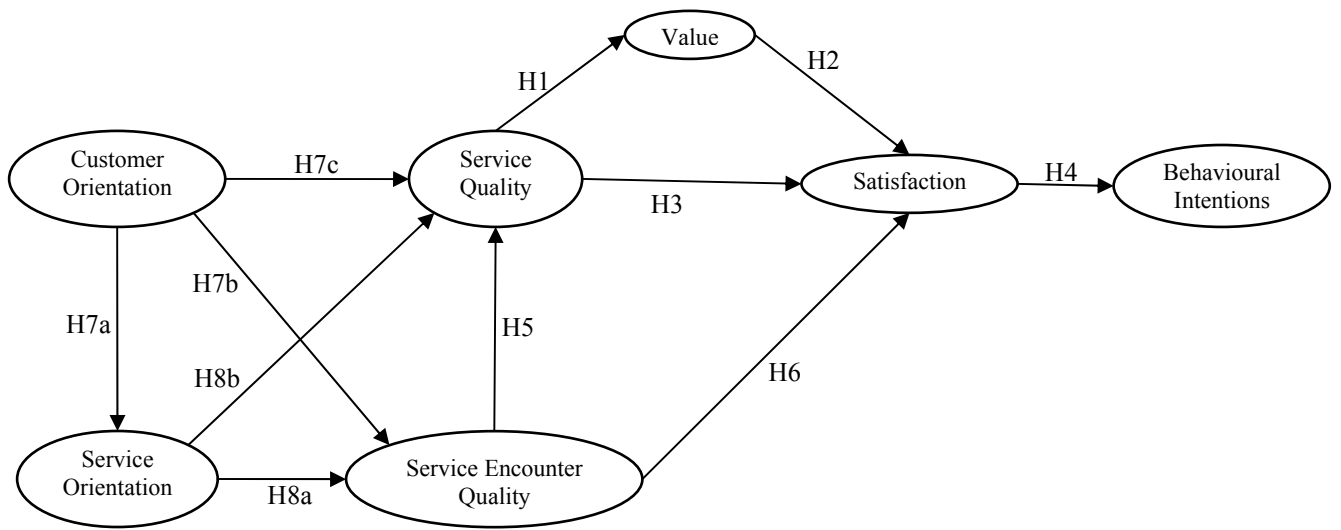 Value
H1
H2
Customer
Orientation
H7c
Service
Quality
H3
Satisfaction
H4
Behavioural
Intentions
H7b
H7a
H5
H8b
H6
Service
Orientation
H8a
Service Encounter
Quality